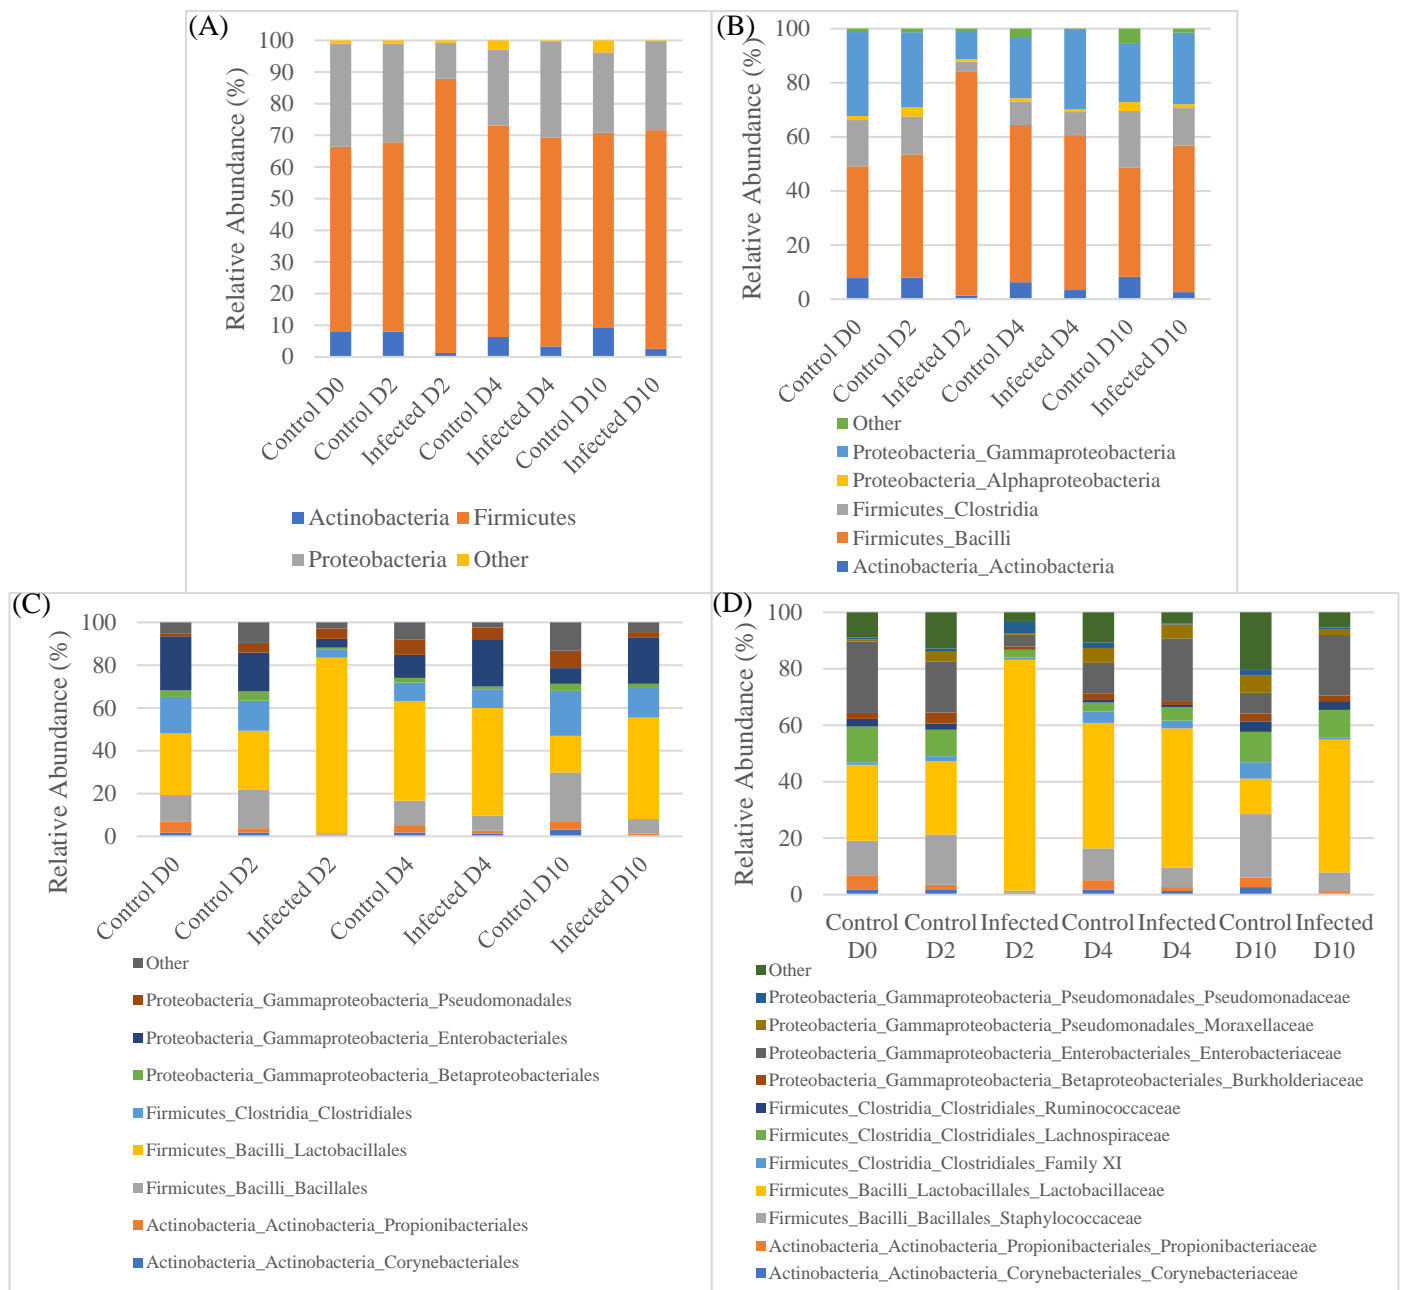 (A)
Relative Abundance (%)
100
90
80
70
60
50
40
30
20
10
0
Control D0
Control D2
Infected D2
Control D4
Infected D4
Control D10
Infected D10
Actinobacteria Firmicutes
Proteobacteria Other
(B)
Relative Abundance (%)
100
80
60
40
20
0
Control D0
Control D2
Infected D2
Control D4
Infected D4
Control D10
Infected D10
Other
Proteobacteria_Gammaproteobacteria
Proteobacteria_Alphaproteobacteria
Firmicutes_Clostridia
Firmicutes_Bacilli
Actinobacteria_Actinobacteria
(C)
Relative Abundance (%)
100
80
60
40
20
0
Control D0
Control D2
Infected D2
Control D4
Infected D4
Control D10
Infected D10
Other
Proteobacteria_Gammaproteobacteria_Pseudomonadales
Proteobacteria_Gammaproteobacteria_Enterobacteriales
Proteobacteria_Gammaproteobacteria_Betaproteobacteriales
Firmicutes_Clostridia_Clostridiales
Firmicutes_Bacilli_Lactobacillales
Firmicutes_Bacilli_Bacillales
Actinobacteria_Actinobacteria_Propionibacteriales
Actinobacteria_Actinobacteria_Corynebacteriales
(D)
Relative Abundance (%)
100
80
60
40
20
0
Control Control Infected Control Infected Control Infected
D0 D2 D2 D4 D4 D10 D10
Other
Proteobacteria_Gammaproteobacteria_Pseudomonadales_Pseudomonadaceae
Proteobacteria_Gammaproteobacteria_Pseudomonadales_Moraxellaceae
Proteobacteria_Gammaproteobacteria_Enterobacteriales_Enterobacteriaceae
Proteobacteria_Gammaproteobacteria_Betaproteobacteriales_Burkholderiaceae
Firmicutes_Clostridia_Clostridiales_Ruminococcaceae
Firmicutes_Clostridia_Clostridiales_Lachnospiraceae
Firmicutes_Clostridia_Clostridiales_Family XI
Firmicutes_Bacilli_Lactobacillales_Lactobacillaceae
Firmicutes_Bacilli_Bacillales_Staphylococcaceae
Actinobacteria_Actinobacteria_Propionibacteriales_Propionibacteriaceae
Actinobacteria_Actinobacteria_Corynebacteriales_Corynebacteriaceae